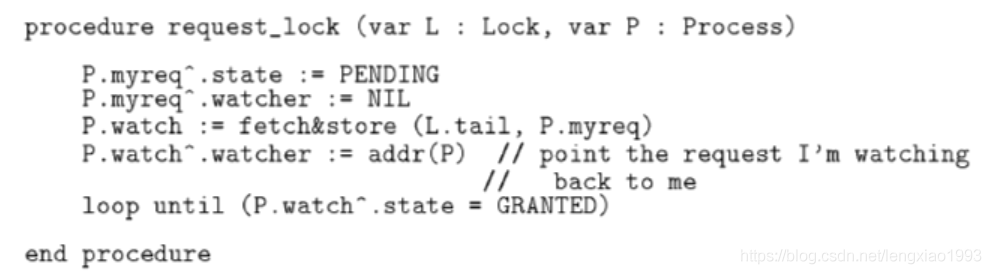 procedure request_lock (var L : Lock, var P : Process)
P.myreq^.state := PENDING
P.myreq^.watcher := NIL
P.watch := fetch&store (L.tail, P.myreq)
P.watch^.watcher := addr(P) // point the request I'm watching
// back to me
loop until (P.watch^.state = GRANTED)
end procedure
https://blog.csdn.net/lengxiao1993